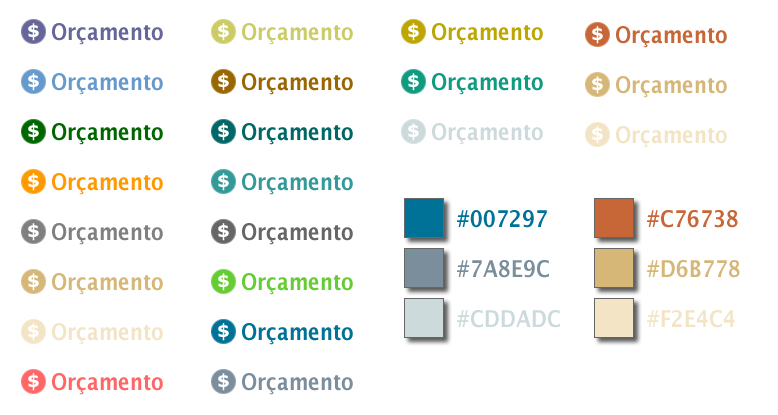 $ Orçamento $ Orçamento $ Orçamento $ Orçamento
$ Orçamento $ Orçamento $ Orçamento $ Orçamento
$ Orçamento $ Orçamento $ Orçamento $ Orçamento
$ Orçamento $ Orçamento
#007297 #C76738
$ Orçamento $ Orçamento
#7A8E9C #D6B778
$ Orçamento $ Orçamento
#CDDADC #F2E4C4
$ Orçamento $ Orçamento
$ Orçamento $ Orçamento